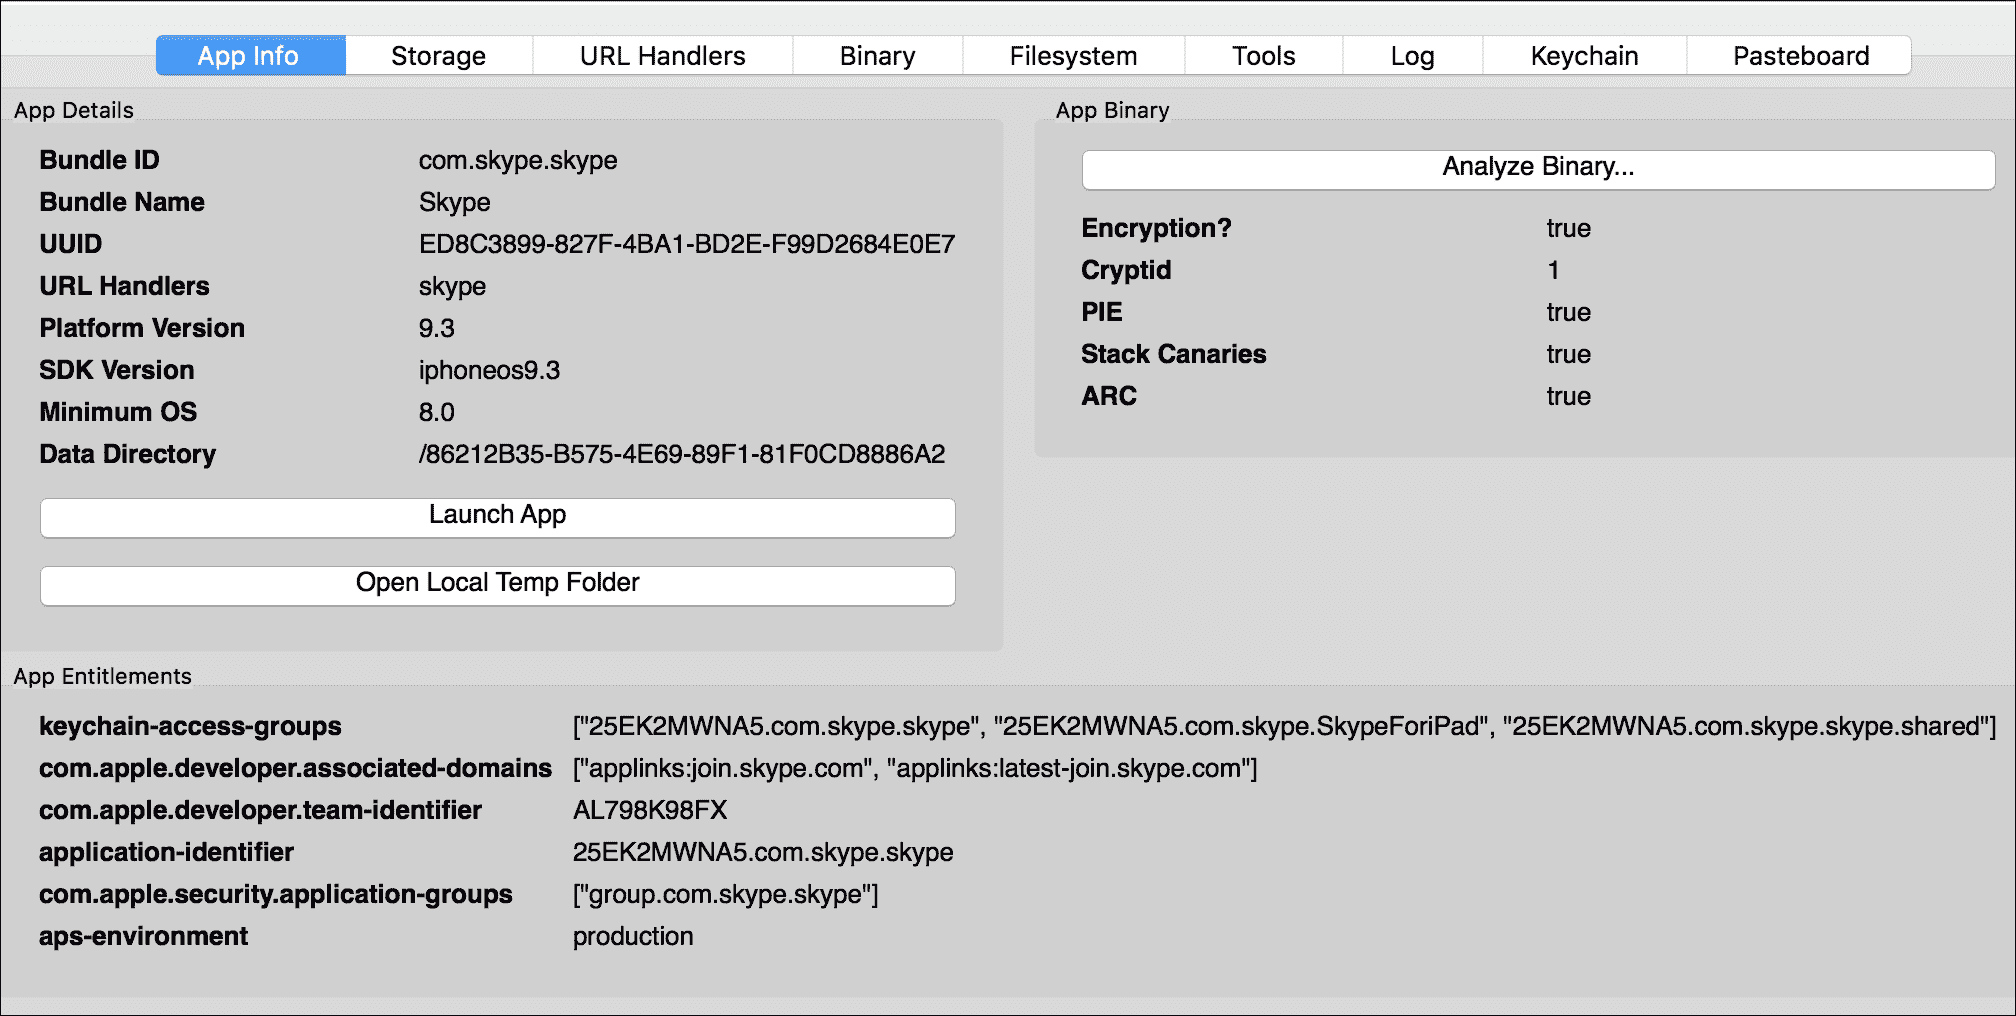 App Info Storage URL Handlers Binary Filesystem Tools Log Keychain Pasteboard
App Details
Bundle ID com.skype.skype
Bundle Name Skype
UUID ED8C3899-827F-4BA1-BD2E-F99D2684E0E7
URL Handlers skype
Platform Version 9.3
SDK Version iphoneos9.3
Minimum OS 8.0
Data Directory /86212B35-B575-4E69-89F1-81F0CD8886A2
Launch App
Open Local Temp Folder
App Binary
Analyze Binary...
Encryption? true
Cryptid 1
PIE true
Stack Canaries true
ARC true
App Entitlements
keychain-access-groups ["25EK2MWNA5.com.skype.skype", "25EK2MWNA5.com.skype.SkypeForiPad", "25EK2MWNA5.com.skype.skype.shared"]
com.apple.developer.associated-domains ["applinks:join.skype.com", "applinks:latest-join.skype.com"]
com.apple.developer.team-identifier AL798K98FX
application-identifier 25EK2MWNA5.com.skype.skype
com.apple.security.application-groups ["group.com.skype.skype"]
aps-environment production